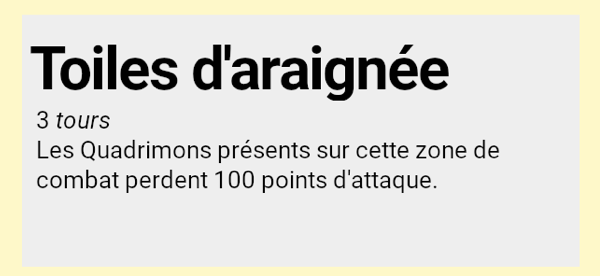 Toiles d'araignée
3 tours
Les Quadrimons présents sur cette zone de
combat perdent 100 points d'attaque.